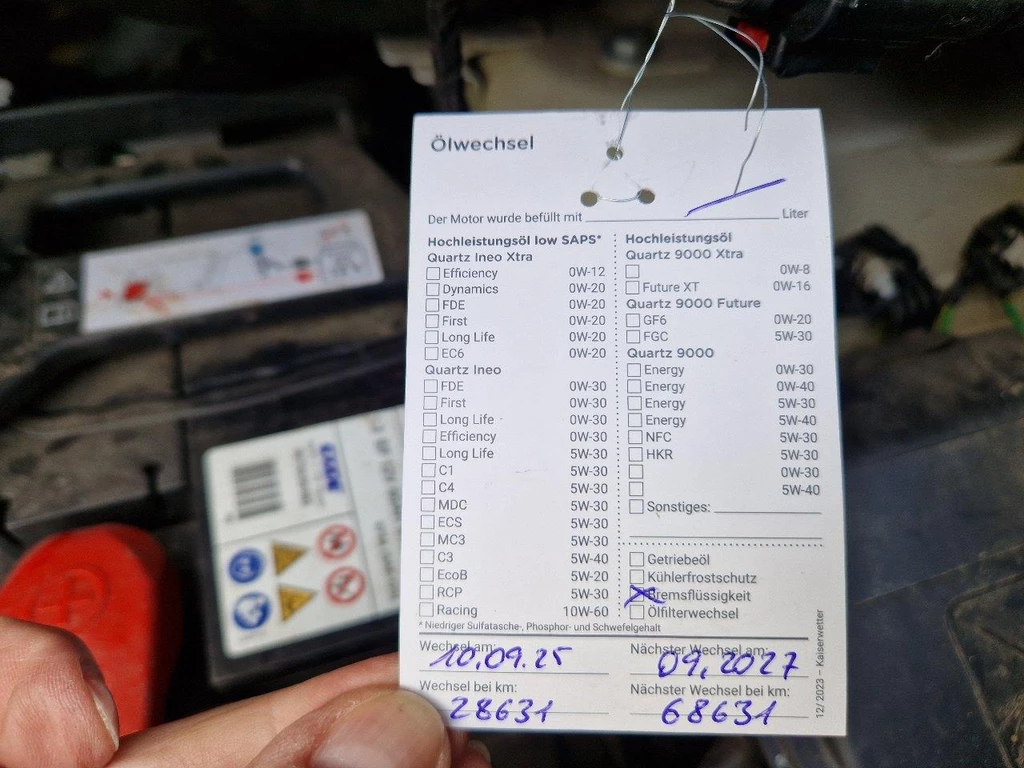 Ölwechsel
Der Motor wurde befüllt mit Liter
Hochleistungsöl low SAPS*
Quartz Ineo Xtra
Efficiency 0W-12
Dynamics 0W-20
FDE 0W-20
First 0W-20
Long Life 0W-20
EC6 0W-20
Quartz Ineo
FDE 0W-30
First 0W-30
Long Life 0W-30
Efficiency 0W-30
Long Life 5W-30
C1 5W-30
C4 5W-30
MDC 5W-30
ECS 5W-30
MC3 5W-30
C3 5W-40
EcoB 5W-20
RCP 5W-30
Racing 10W-60
* Niedriger Sulfatasche-, Phosphor- und Schwefelgehalt
Hochleistungsöl
Quartz 9000 Xtra
0W-8
Future XT 0W-16
Quartz 9000 Future
GF6 0W-20
FGC 5W-30
Quartz 9000
Energy 0W-30
Energy 0W-40
Energy 5W-30
Energy 5W-40
NFC 5W-30
HKR 5W-30
0W-30
5W-40
Sonstiges:
Getriebeöl
Kühlerfrostschutz
Bremsflüssigkeit
Ölfilterwechsel
Wechsel am:
10.09.25
Nächster Wechsel am:
09.2027
Wechsel bei km:
28631
Nächster Wechsel bei km:
68631
12/2023 – Kaiserwetter